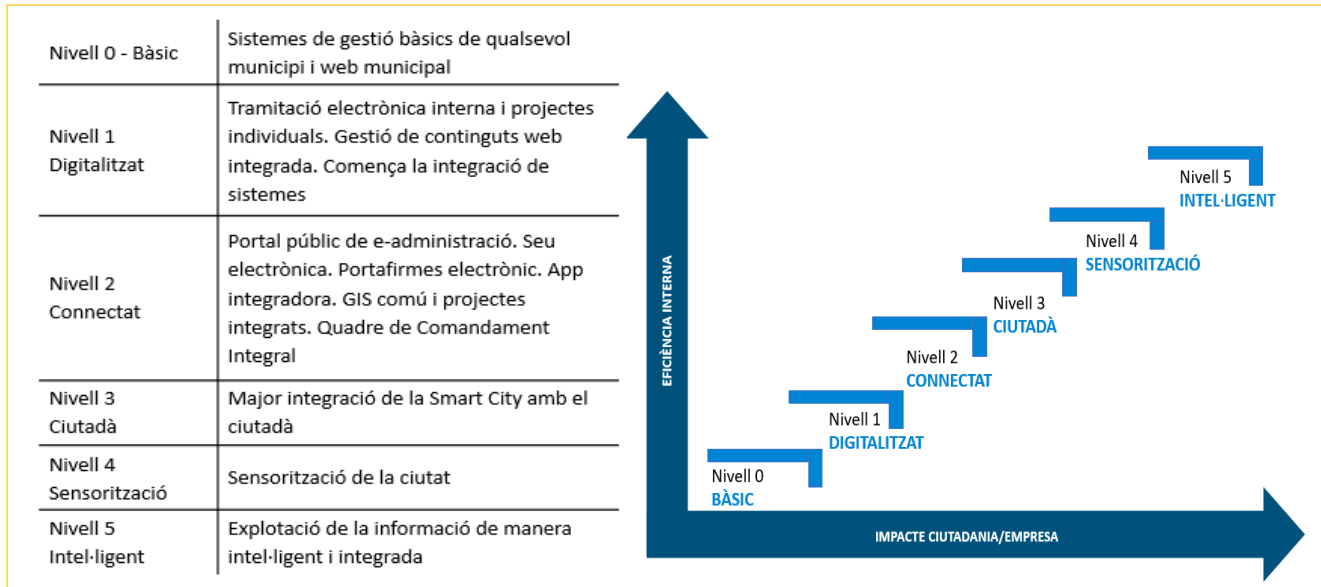 Nivell 0 - Bàsic
Sistemes de gestió bàsics de qualsevol
municipi i web municipal
Nivell 1
Digitalitzat
Tramitació electrònica interna i projectes
individuals. Gestió de continguts web
integrada. Comença la integració de
sistemes
Nivell 2
Connectat
Portal públic de e-administració. Seu
electrònica. Portafirmes electrònic. App
integradora. GIS comú i projectes
integrats. Quadre de Comandament
Integral
Nivell 3
Ciutadà
Major integració de la Smart City amb el
ciutadà
Nivell 4
Sensorització
Sensorització de la ciutat
Nivell 5
Intel·ligent
Explotació de la informació de manera
intel·ligent i integrada
EFICIÈNCIA INTERNA
Nivell 5
INTEL·LIGENT
Nivell 4
SENSORITZACIÓ
Nivell 3
CIUTADÀ
Nivell 2
CONNECTAT
Nivell 1
DIGITALITZAT
Nivell 0
BÀSIC
IMPACTE CIUTADANIA/EMPRESA